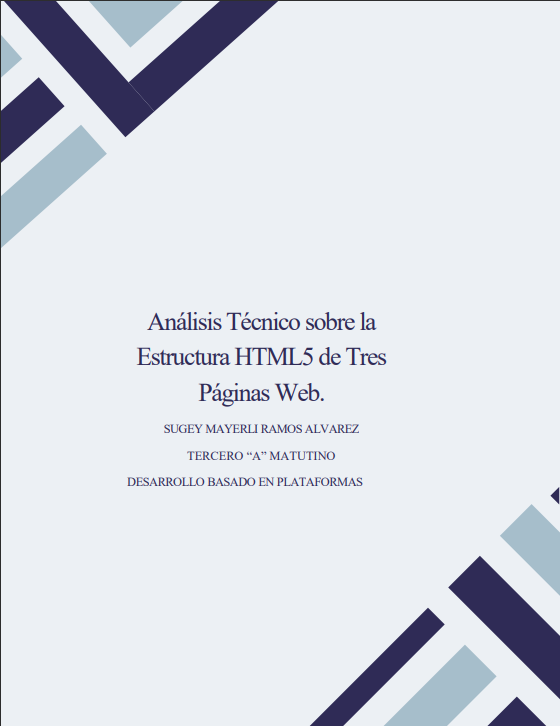 Análisis Técnico sobre la
Estructura HTML5 de Tres
Páginas Web.
SUGEY MAYERLI RAMOS ALVAREZ
TERCERO “A” MATUTINO
DESARROLLO BASADO EN PLATAFORMAS